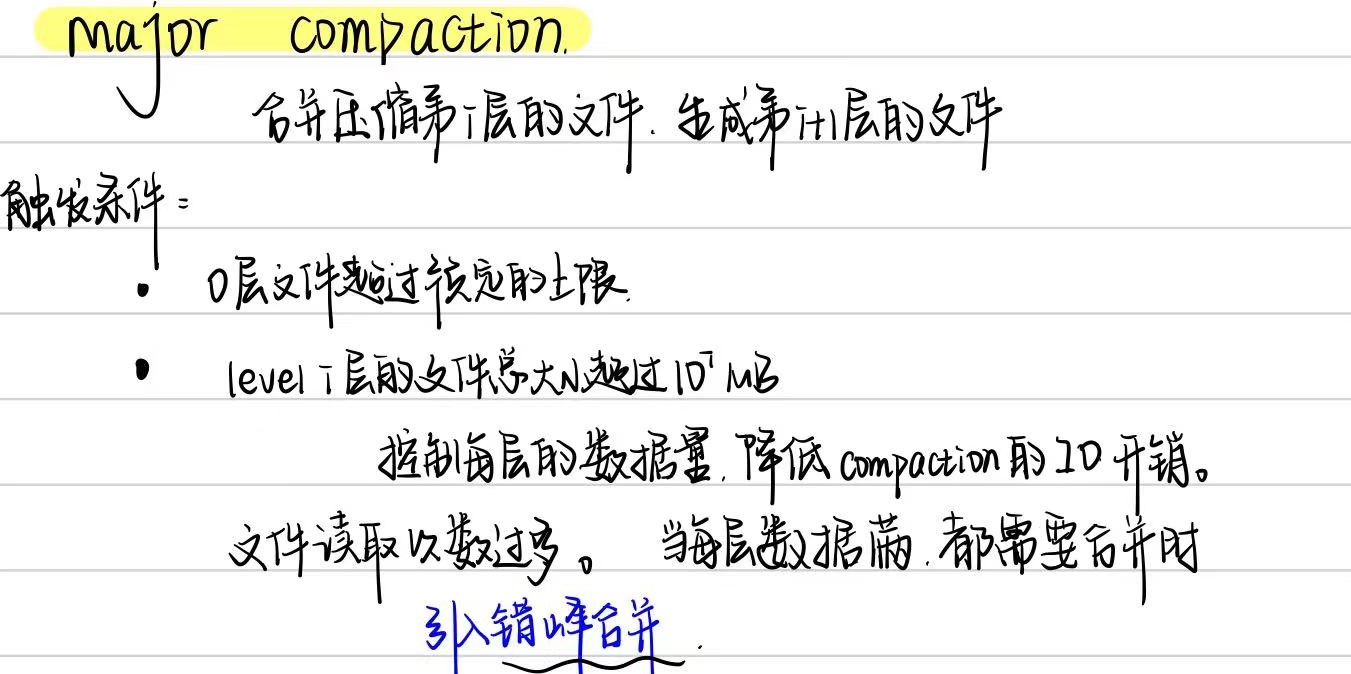 major compaction.
合并压缩第i层的文件. 生成第i+1层的文件
触发条件:
• 0层文件超过预定的上限.
• level i 层的文件总大小超过10^i MB
控制每层的数据量, 降低compaction的IO开销。
文件读取次数过多。 当每层数据满, 都需要合并时
引入错峰合并.